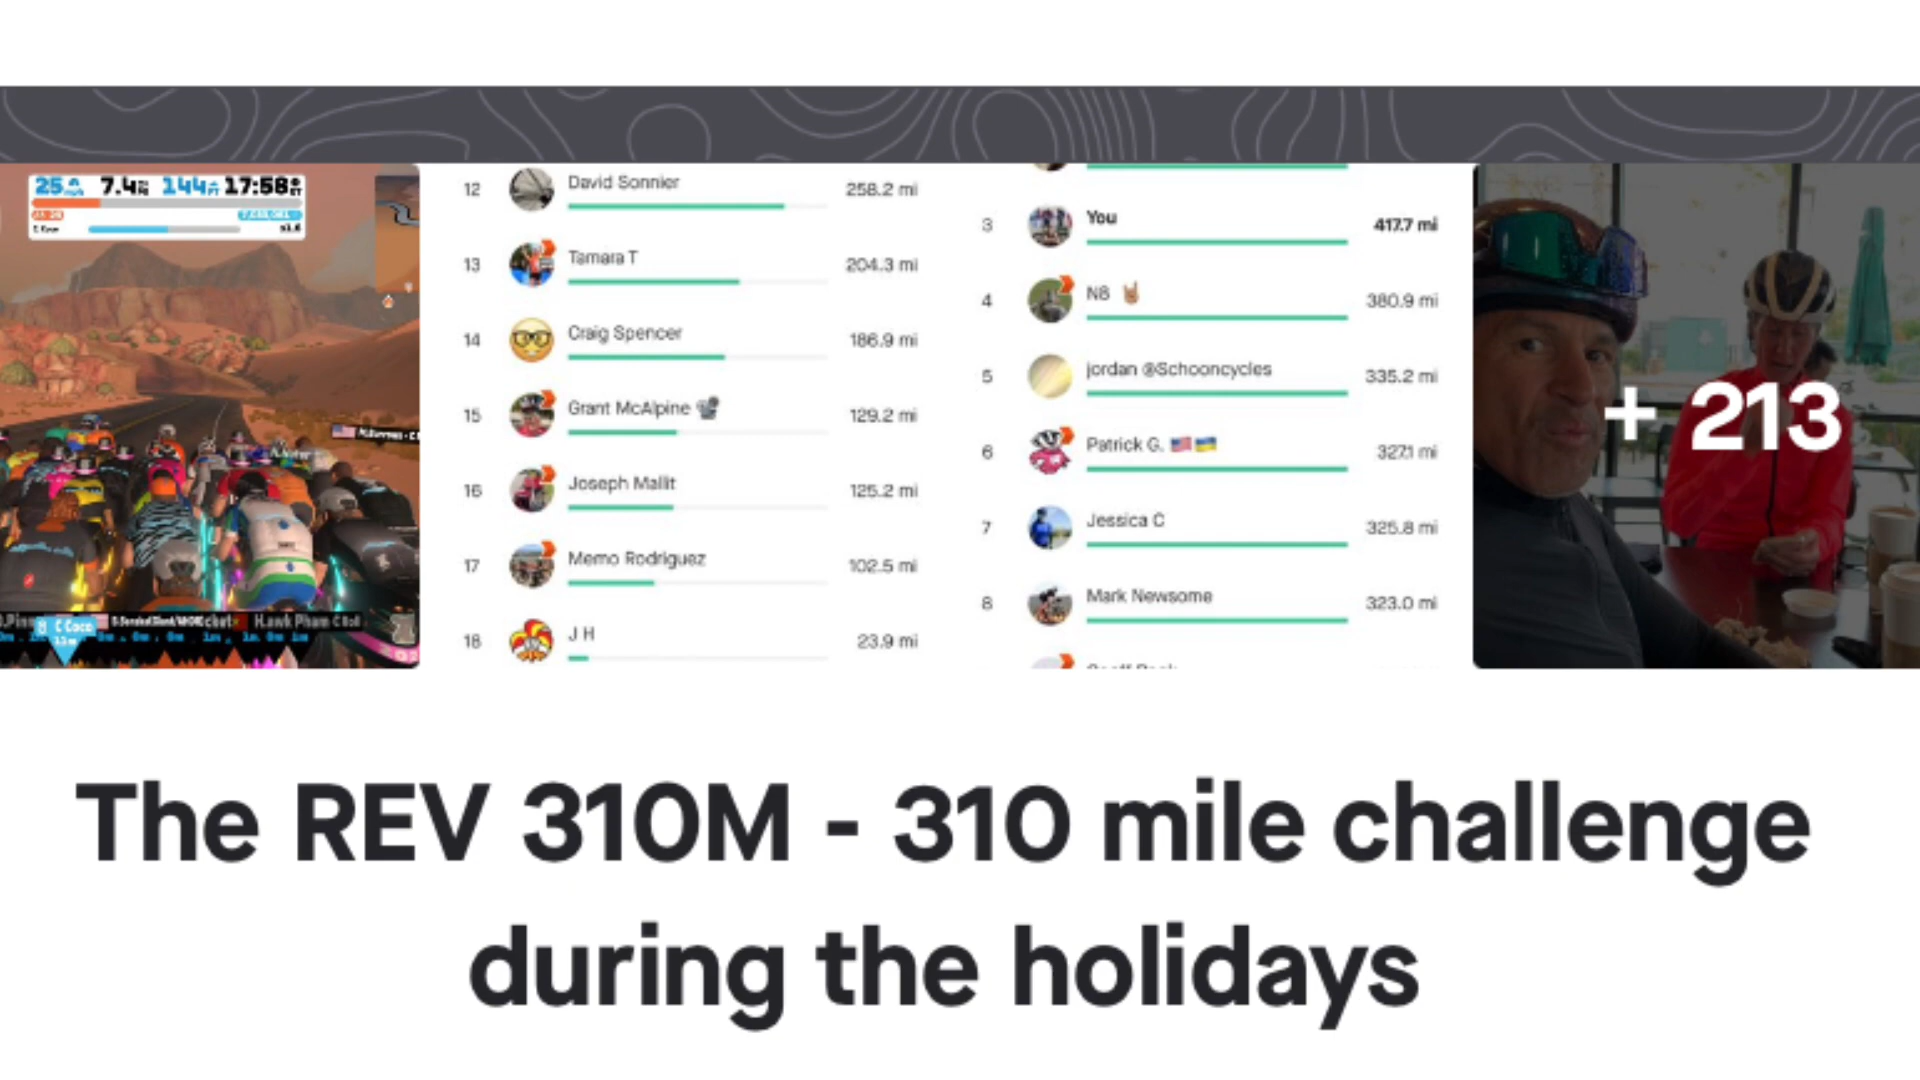 25
7.4
144
17:58
12 David Sonnier 258.2 mi
13 Tamara T 204.3 mi
14 Craig Spencer 186.9 mi
15 Grant McAlpine 129.2 mi
16 Joseph Mallit 125.2 mi
17 Memo Rodriguez 102.5 mi
18 J H 23.9 mi
3 You 417.7 mi
4 N8 🤘🏼 380.9 mi
5 jordan @Schooncycles 335.2 mi
6 Patrick G. 🇺🇸🇺🇦 327.1 mi
7 Jessica C 325.8 mi
8 Mark Newsome 323.0 mi
+ 213
C Coco
H.awk Pham C
The REV 310M - 310 mile challenge
during the holidays